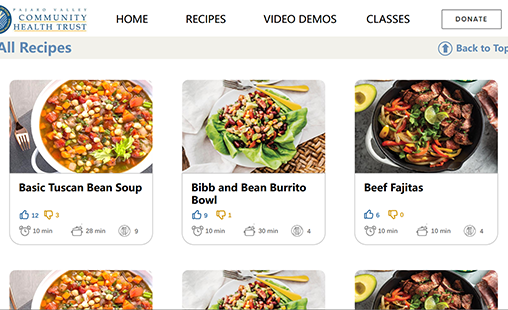 PAJARO VALLEY
COMMUNITY
HEALTH TRUST
HOME
RECIPES
VIDEO DEMOS
CLASSES
DONATE
All Recipes
Back to Top
Basic Tuscan Bean Soup
12
3
10 min
28 min
9
Bibb and Bean Burrito
Bowl
9
1
10 min
30 min
4
Beef Fajitas
6
0
10 min
10 min
4